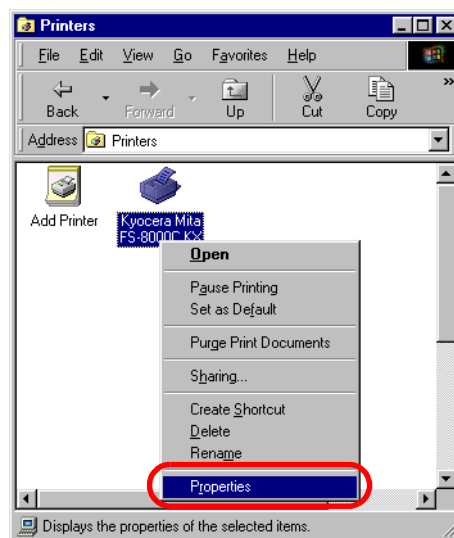 Printers
File Edit View Go Favorites Help
Back Forward Up Cut Copy »
Address Printers
Add Printer
Kyocera Mita
FS-8000C KX
Open
Pause Printing
Set as Default
Purge Print Documents
Sharing...
Create Shortcut
Delete
Rename
Properties
Displays the properties of the selected items.